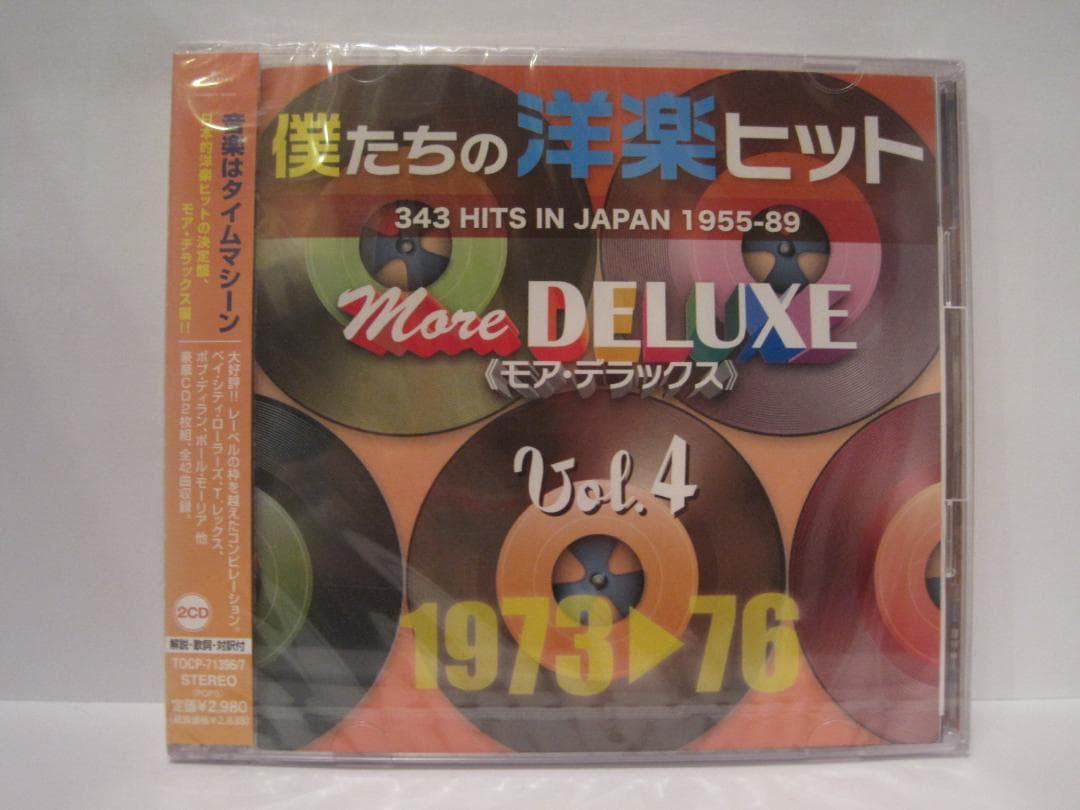 僕たちの洋楽ヒット
343 HITS IN JAPAN 1955-89
More DELUXE
《モア・デラックス》
Vol.4
1973▶76
音楽はタイムマシーン
日本的洋楽ヒットの決定盤、
モア・デラックス編!!
大好評!! レーベルの枠を越えたコンピレーション。
ベイ・シティ・ローラーズ、T.レックス、
ボブ・ディラン、ポール・モーリア 他
豪華CD2枚組、全42曲収録。
2CD
解説・歌詞・対訳付
TOCP-71396/7
STEREO
(POP)
定価¥2,980